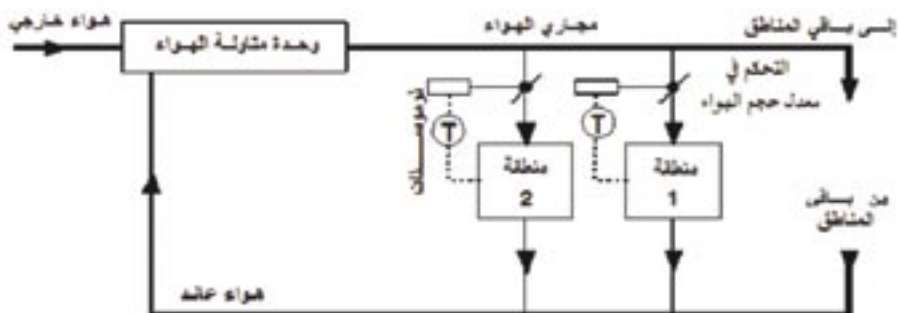 هواء خارجي
وحدة مناولة الهواء
مجاري الهواء
إلى باقي المناطق
التحكم في
معدل حجم الهواء
ترموستات
T
T
منطقة
2
منطقة
1
من باقي
المناطق
هواء عائد